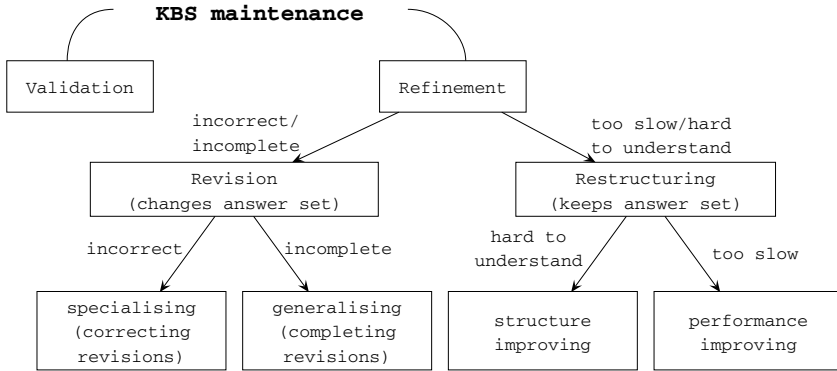 KBS maintenance
Validation
Refinement
incorrect/
incomplete
too slow/hard
to understand
Revision
(changes answer set)
Restructuring
(keeps answer set)
incorrect
incomplete
hard to
understand
too slow
specialising
(correcting
revisions)
generalising
(completing
revisions)
structure
improving
performance
improving